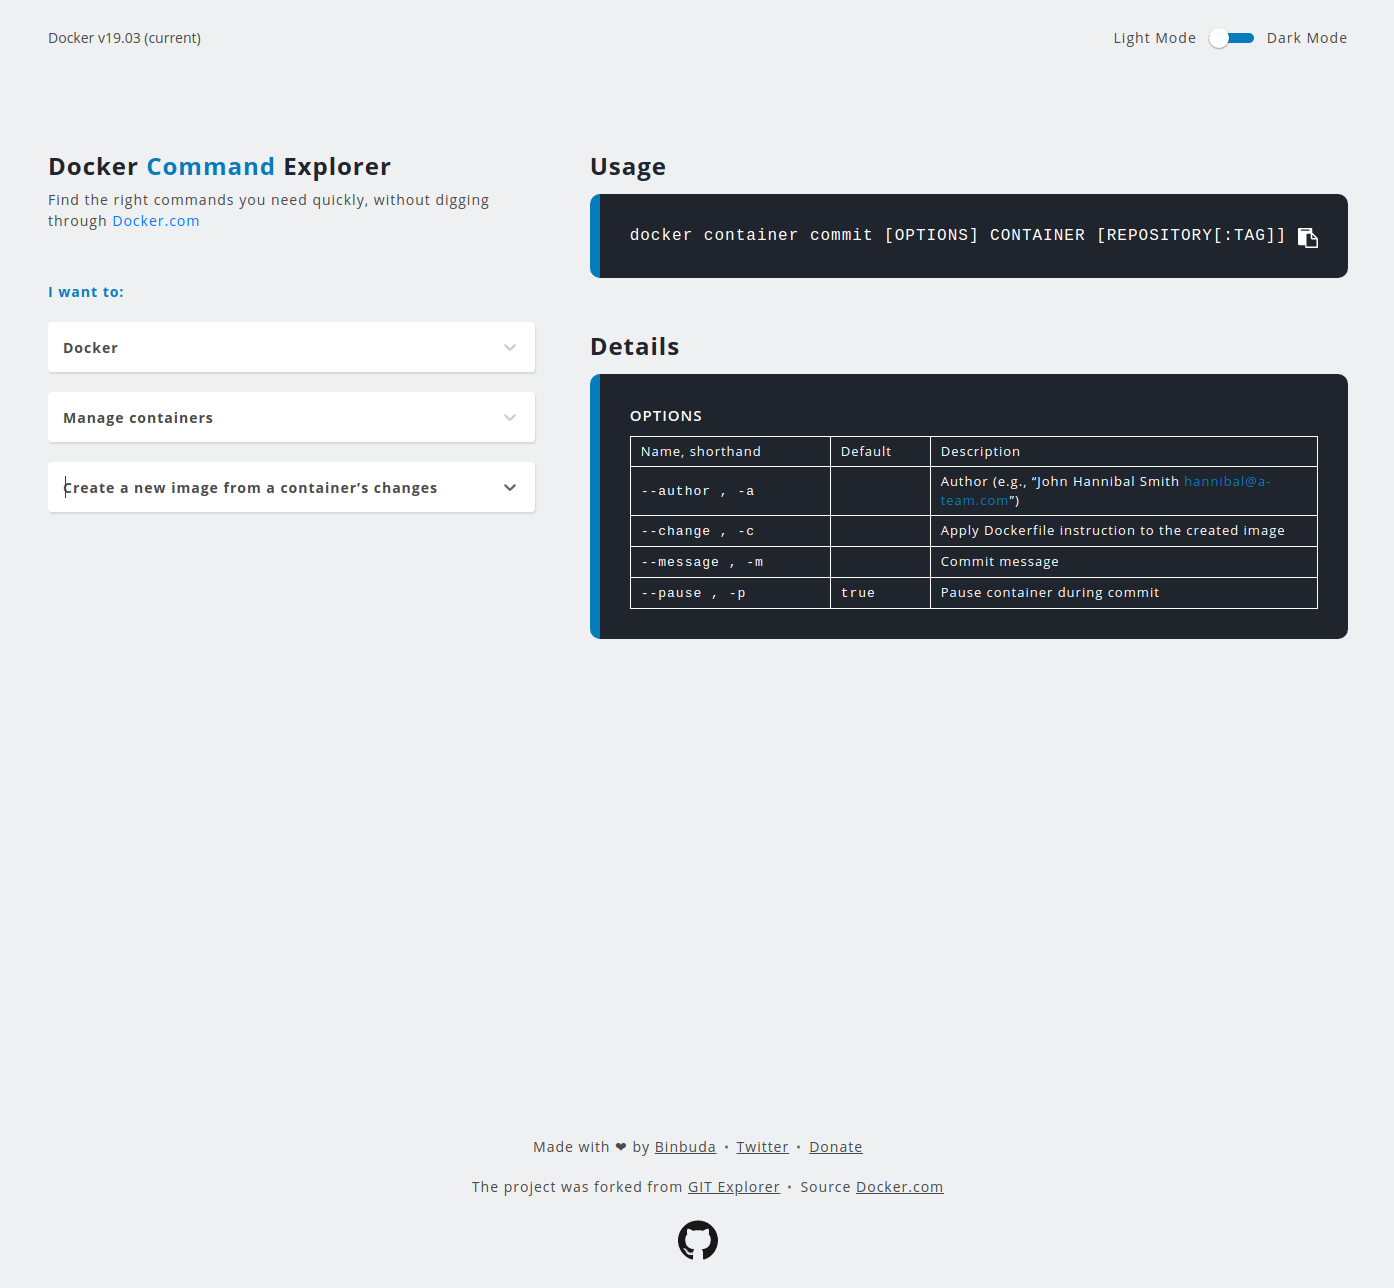 Docker v19.03 (current)
Light Mode Dark Mode
Docker Command Explorer
Find the right commands you need quickly, without digging
through Docker.com
I want to:
Docker
Manage containers
Create a new image from a container’s changes
Usage
docker container commit [OPTIONS] CONTAINER [REPOSITORY[:TAG]]
Details
OPTIONS
Name, shorthand Default Description
--author , -a Author (e.g., “John Hannibal Smith hannibal@a-
team.com”)
--change , -c Apply Dockerfile instruction to the created image
--message , -m Commit message
--pause , -p true Pause container during commit
Made with ❤ by Binbuda • Twitter • Donate
The project was forked from GIT Explorer • Source Docker.com